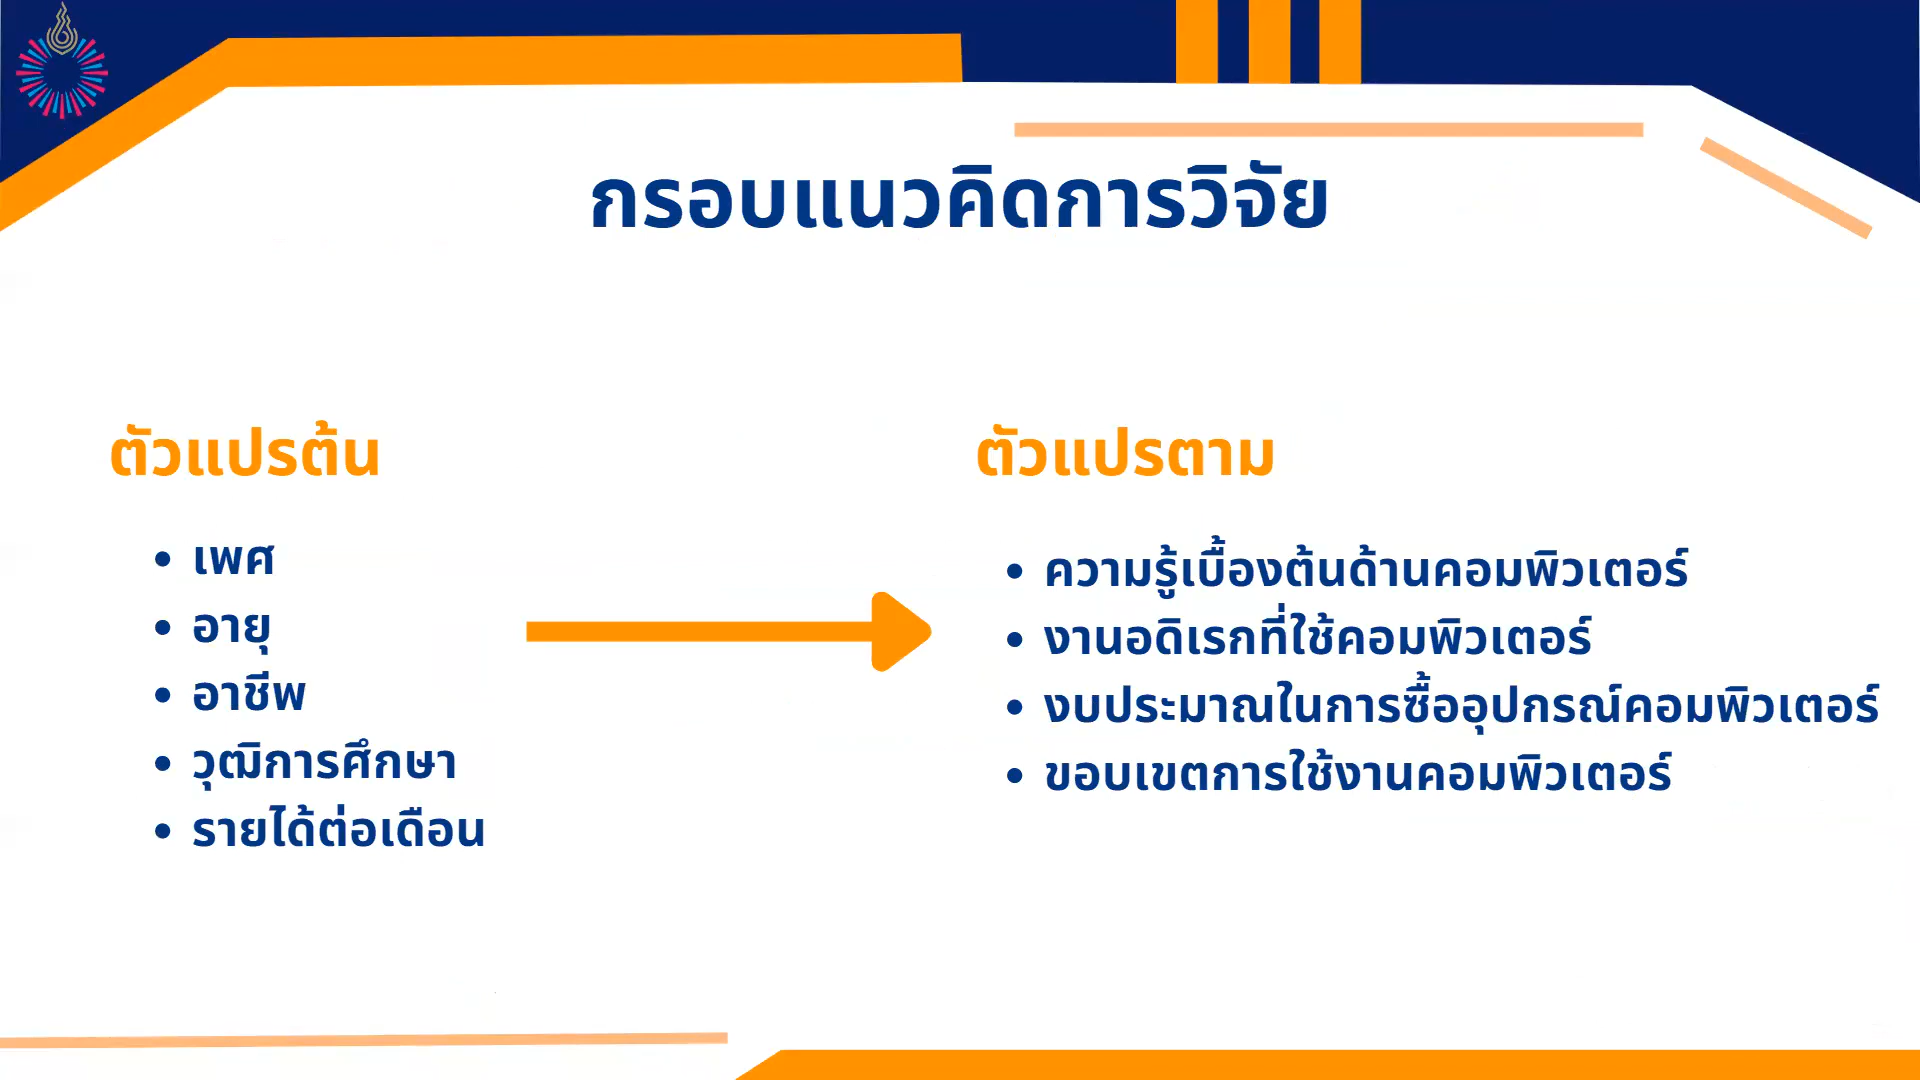 กรอบแนวคิดการวิจัย
ตัวแปรต้น
• เพศ
• อายุ
• อาชีพ
• วุฒิการศึกษา
• รายได้ต่อเดือน
ตัวแปรตาม
• ความรู้เบื้องต้นด้านคอมพิวเตอร์
• งานอดิเรกที่ใช้คอมพิวเตอร์
• งบประมาณในการซื้ออุปกรณ์คอมพิวเตอร์
• ขอบเขตการใช้งานคอมพิวเตอร์